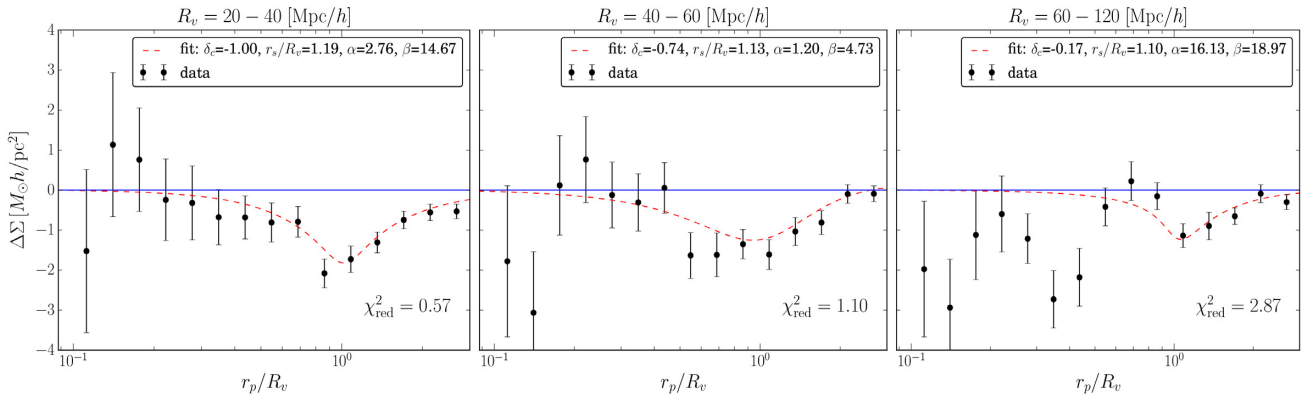 R_v = 20 − 40 [Mpc/h]
R_v = 40 − 60 [Mpc/h]
R_v = 60 − 120 [Mpc/h]
fit: δ_c=-1.00, r_s/R_v=1.19, α=2.76, β=14.67
data
fit: δ_c=-0.74, r_s/R_v=1.13, α=1.20, β=4.73
data
fit: δ_c=-0.17, r_s/R_v=1.10, α=16.13, β=18.97
data
4
3
2
1
0
−1
−2
−3
−4
ΔΣ [M_⊙h/pc²]
χ²_red = 0.57
χ²_red = 1.10
χ²_red = 2.87
10⁻¹
10⁰
10⁻¹
10⁰
10⁻¹
10⁰
r_p/R_v
r_p/R_v
r_p/R_v